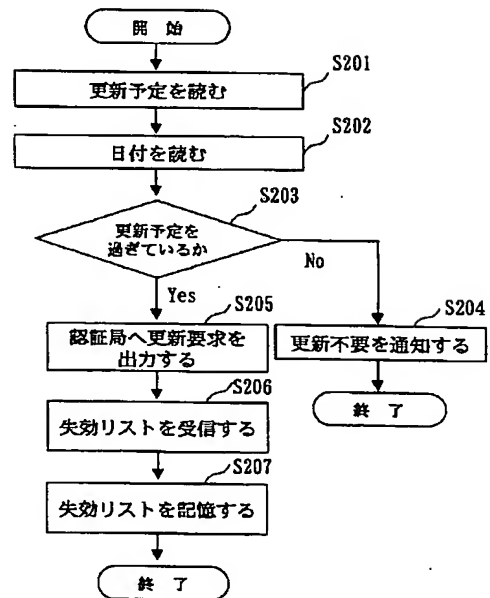 開 始
S201
更新予定を読む
S202
日付を読む
S203
更新予定を
過ぎているか
No
Yes
S205
認証局へ更新要求を
出力する
S204
更新不要を通知する
終 了
S206
失効リストを受信する
S207
失効リストを記憶する
終 了